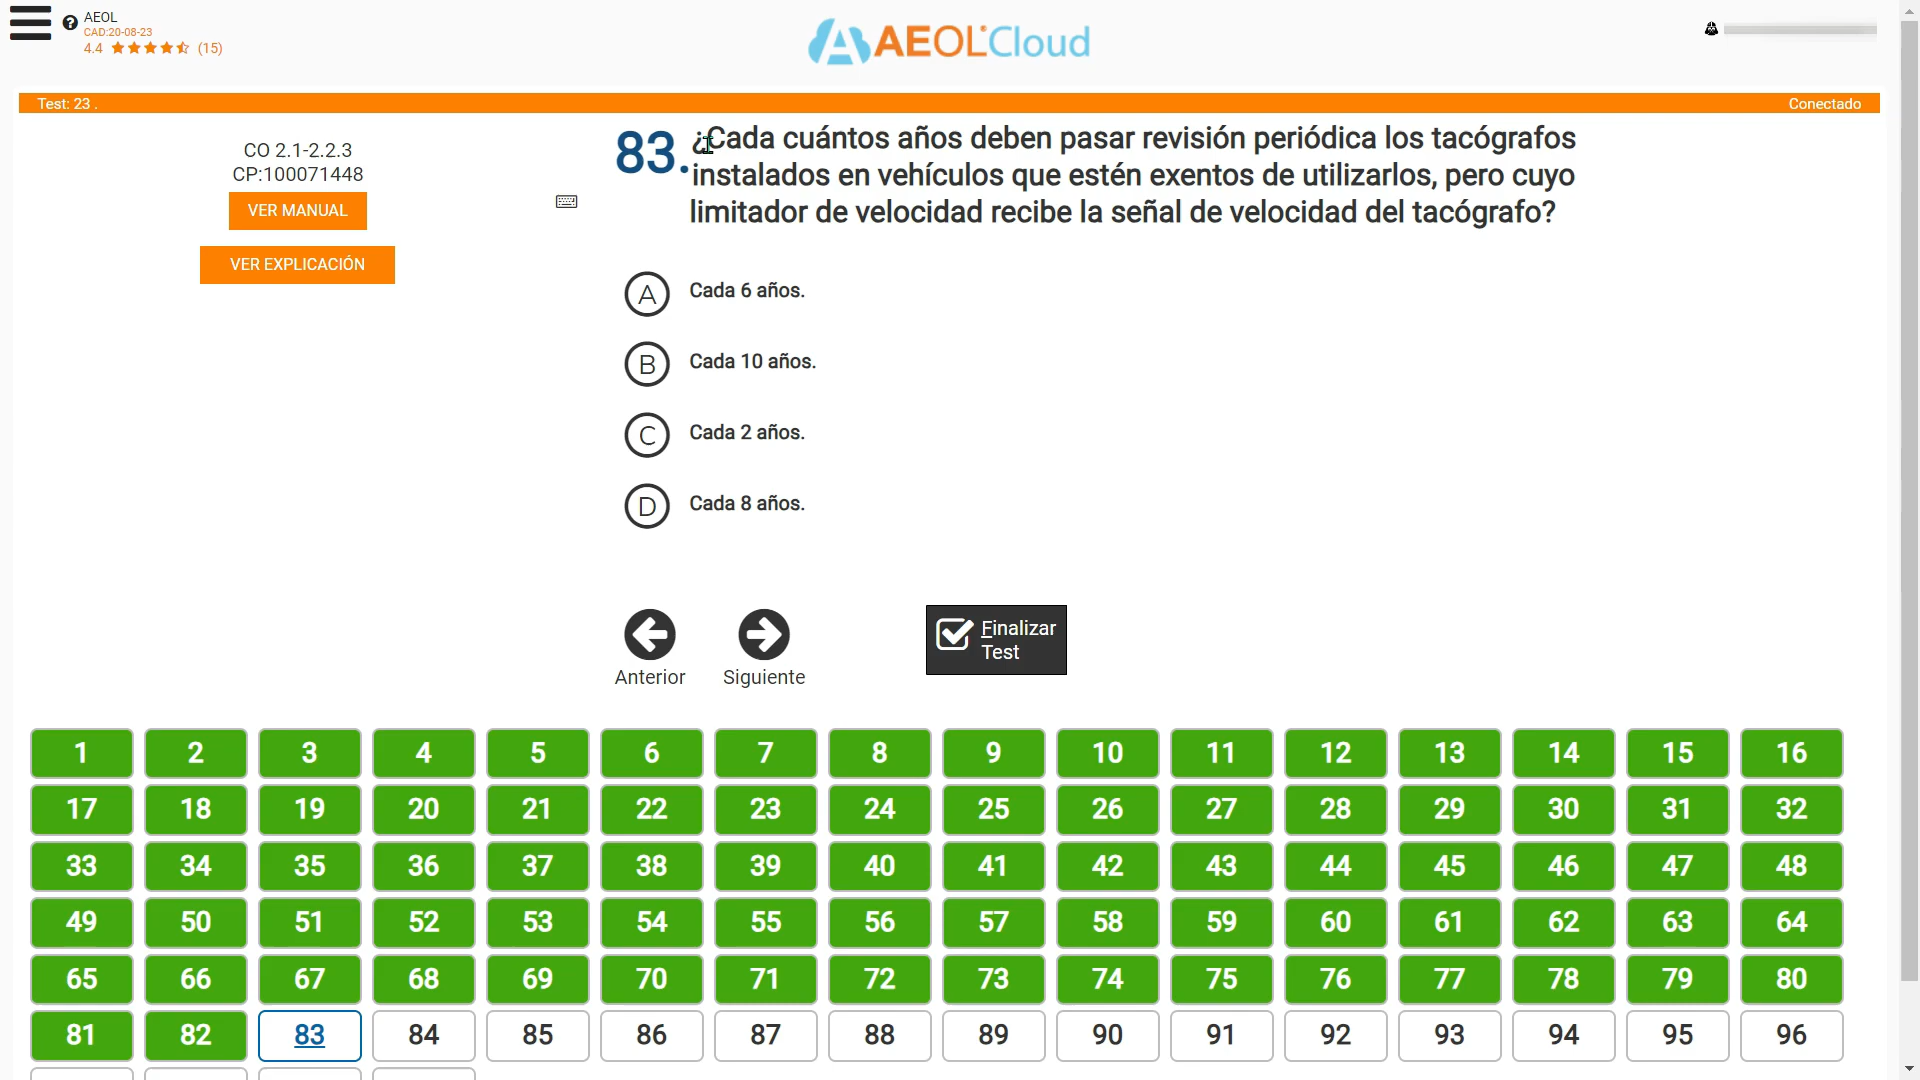 AEOL
CAD:20-08-23
4.4 (15)
AEOL Cloud
Test: 23 .
Conectado
CO 2.1-2.2.3
CP:100071448
VER MANUAL
VER EXPLICACIÓN
83. ¿Cada cuántos años deben pasar revisión periódica los tacógrafos
instalados en vehículos que estén exentos de utilizarlos, pero cuyo
limitador de velocidad recibe la señal de velocidad del tacógrafo?
A Cada 6 años.
B Cada 10 años.
C Cada 2 años.
D Cada 8 años.
Anterior
Siguiente
Finalizar
Test
1 2 3 4 5 6 7 8 9 10 11 12 13 14 15 16
17 18 19 20 21 22 23 24 25 26 27 28 29 30 31 32
33 34 35 36 37 38 39 40 41 42 43 44 45 46 47 48
49 50 51 52 53 54 55 56 57 58 59 60 61 62 63 64
65 66 67 68 69 70 71 72 73 74 75 76 77 78 79 80
81 82 83 84 85 86 87 88 89 90 91 92 93 94 95 96